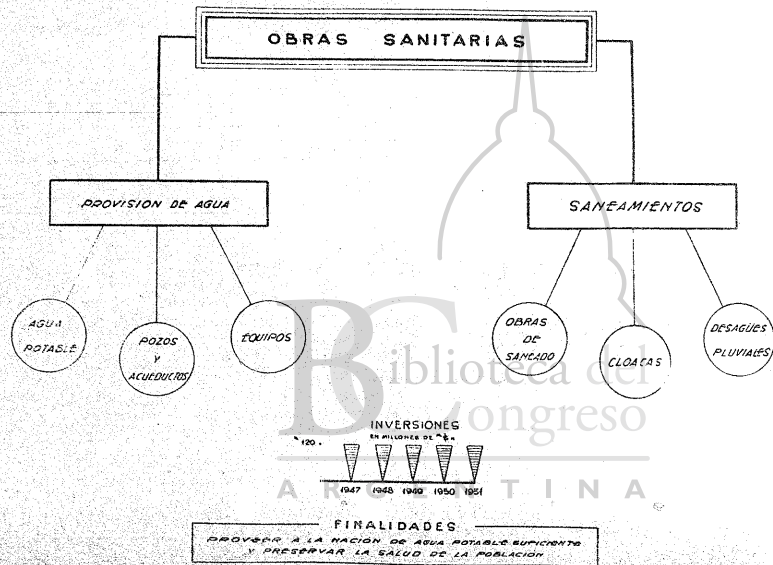 OBRAS SANITARIAS
PROVISION DE AGUA
SANEAMIENTOS
AGUA
POTABLE
POZOS
Y
ACUEDUCTOS
EQUIPOS
OBRAS
DE
SANEADO
CLOACAS
DESAGÜES
PLUVIALES
Biblioteca del
Congreso
ARGENTINA
INVERSIONES
EN MILLONES DE
120.
1947 1948 1949 1950 1951
FINALIDADES
PROVEER A LA NACIÓN DE AGUA POTABLE SUFICIENTE
Y PRESERVAR LA SALUD DE LA POBLACIÓN